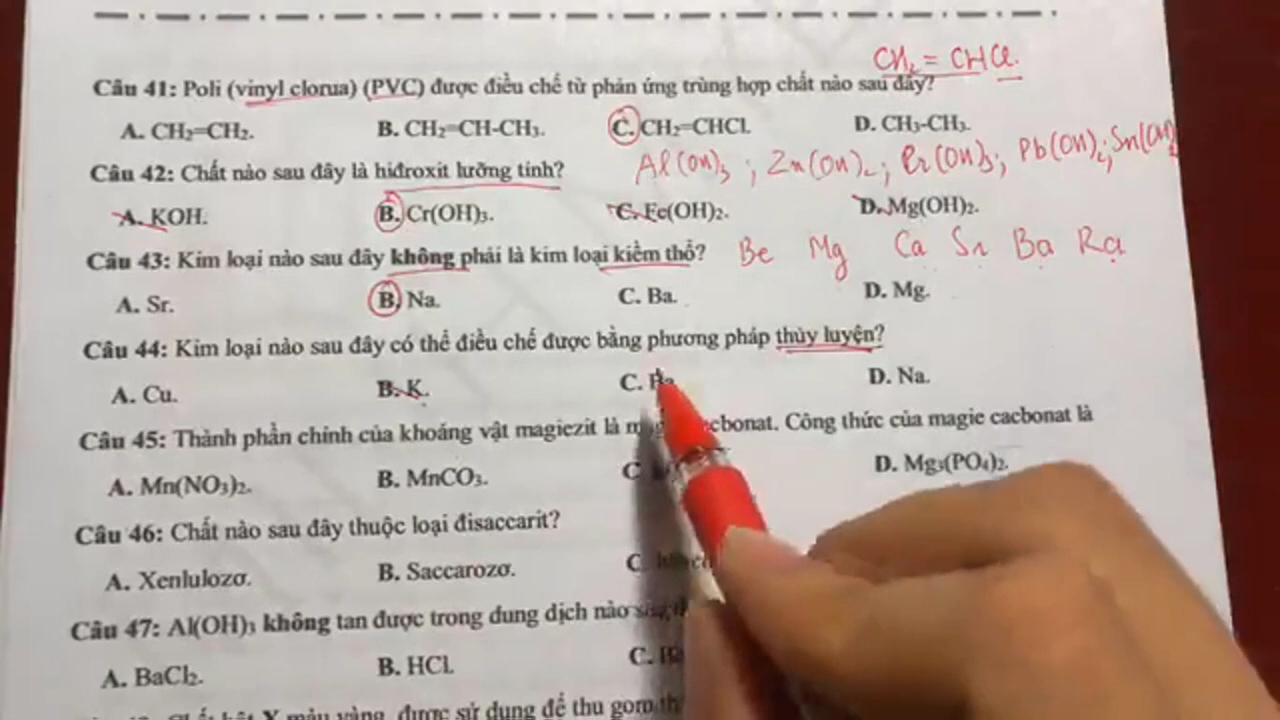 CH₂ = CHCl.
Câu 41: Poli (vinyl clorua) (PVC) được điều chế từ phản ứng trùng hợp chất nào sau đây?
A. CH₂=CH₂. B. CH₂=CH-CH₃. C. CH₂=CHCl. D. CH₃-CH₃.
Al(OH)₃ ; Zn(OH)₂ ; Cr(OH)₃ ; Pb(OH)₂ ; Sn(OH)₂
Câu 42: Chất nào sau đây là hiđroxit lưỡng tính?
A. KOH. B. Cr(OH)₃. C. Fe(OH)₂. D. Mg(OH)₂.
Câu 43: Kim loại nào sau đây không phải là kim loại kiềm thổ? Be Mg Ca Sr Ba Ra
A. Sr. B. Na. C. Ba. D. Mg.
Câu 44: Kim loại nào sau đây có thể điều chế được bằng phương pháp thủy luyện?
A. Cu. B. K. C. D. Na.
Câu 45: Thành phần chính của khoáng vật magiezit là cacbonat. Công thức của magie cacbonat là
A. Mn(NO₃)₂. B. MnCO₃. C D. Mg₃(PO₄)₂.
Câu 46: Chất nào sau đây thuộc loại đisaccarit?
A. Xenlulozơ. B. Saccarozơ. C.
Câu 47: Al(OH)₃ không tan được trong dung dịch nào
A. BaCl₂. B. HCl. C.
X màu vàng, được sử dụng để thu gom